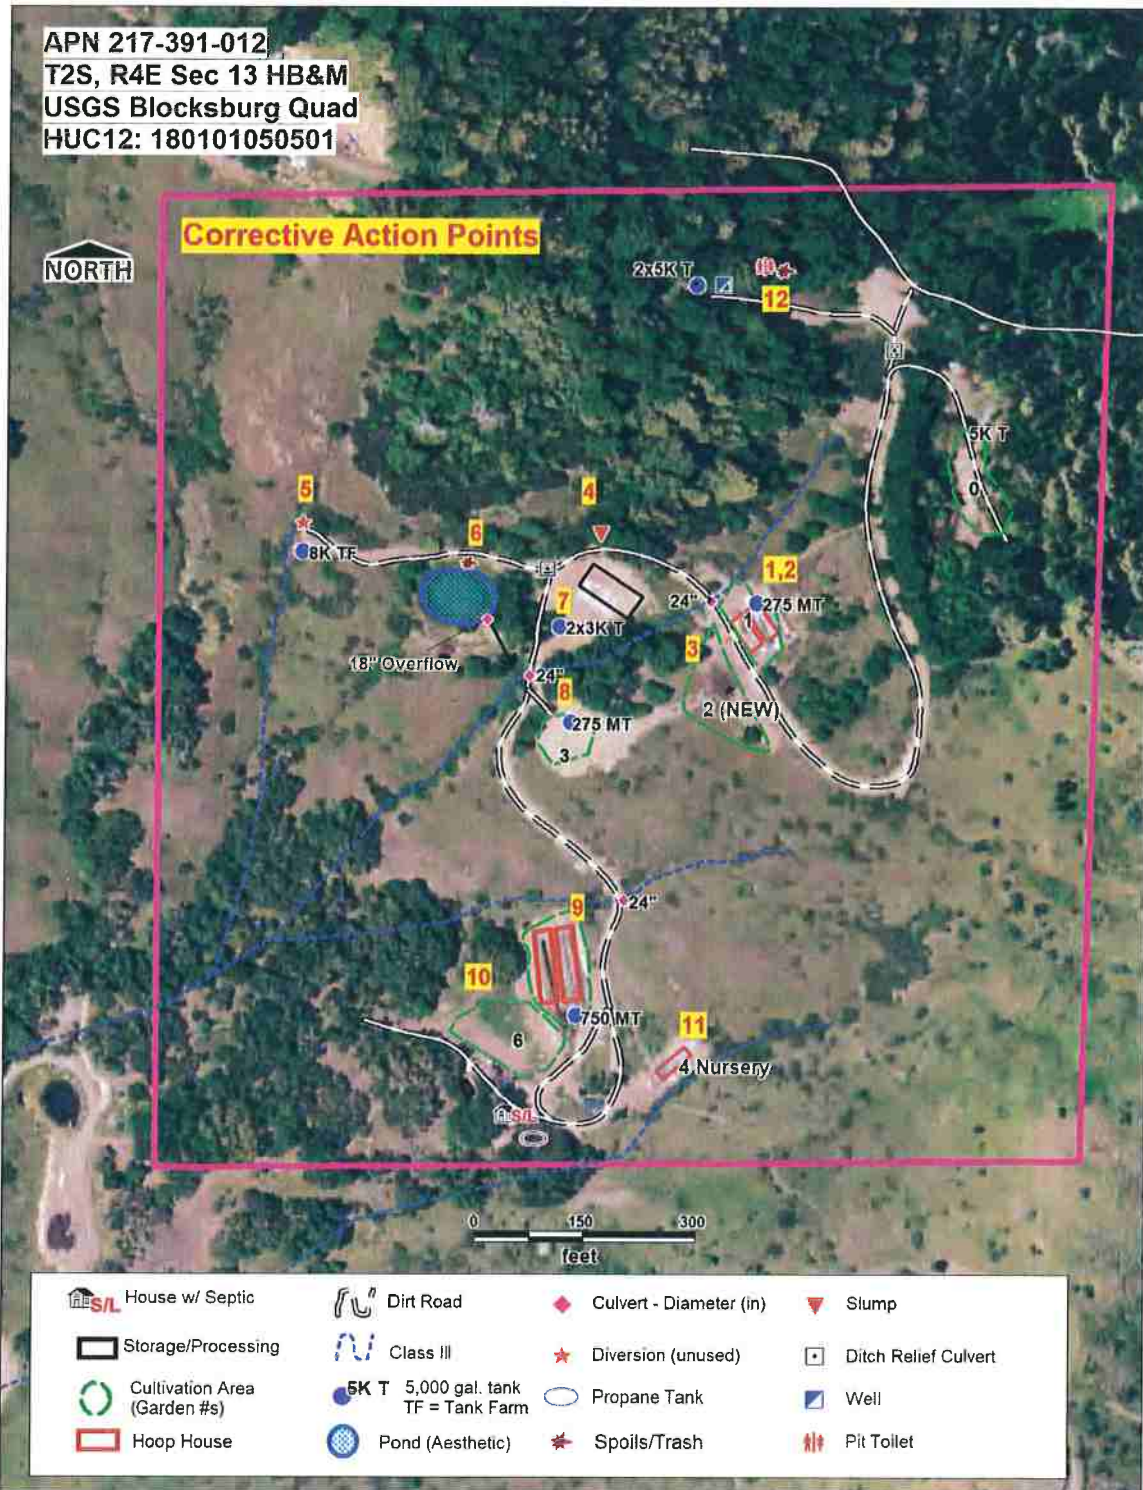 APN 217-391-012
T2S, R4E Sec 13 HB&M
USGS Blocksburg Quad
HUC12: 180101050501
Corrective Action Points
NORTH
2x5K T
12
5K T
0
5
4
8K TF
6
1,2
7
24"
275 MT
1
2x3K T
3
18" Overflow
24"
8
2 (NEW)
275 MT
3
24"
9
10
750 MT
6
11
4 Nursery
S/L
0 150 300
feet
S/L House w/ Septic
Dirt Road
Culvert - Diameter (in)
Slump
Storage/Processing
Class III
Diversion (unused)
Ditch Relief Culvert
Cultivation Area
(Garden #s)
5K T 5,000 gal. tank
TF = Tank Farm
Propane Tank
Well
Hoop House
Pond (Aesthetic)
Spoils/Trash
Pit Toilet